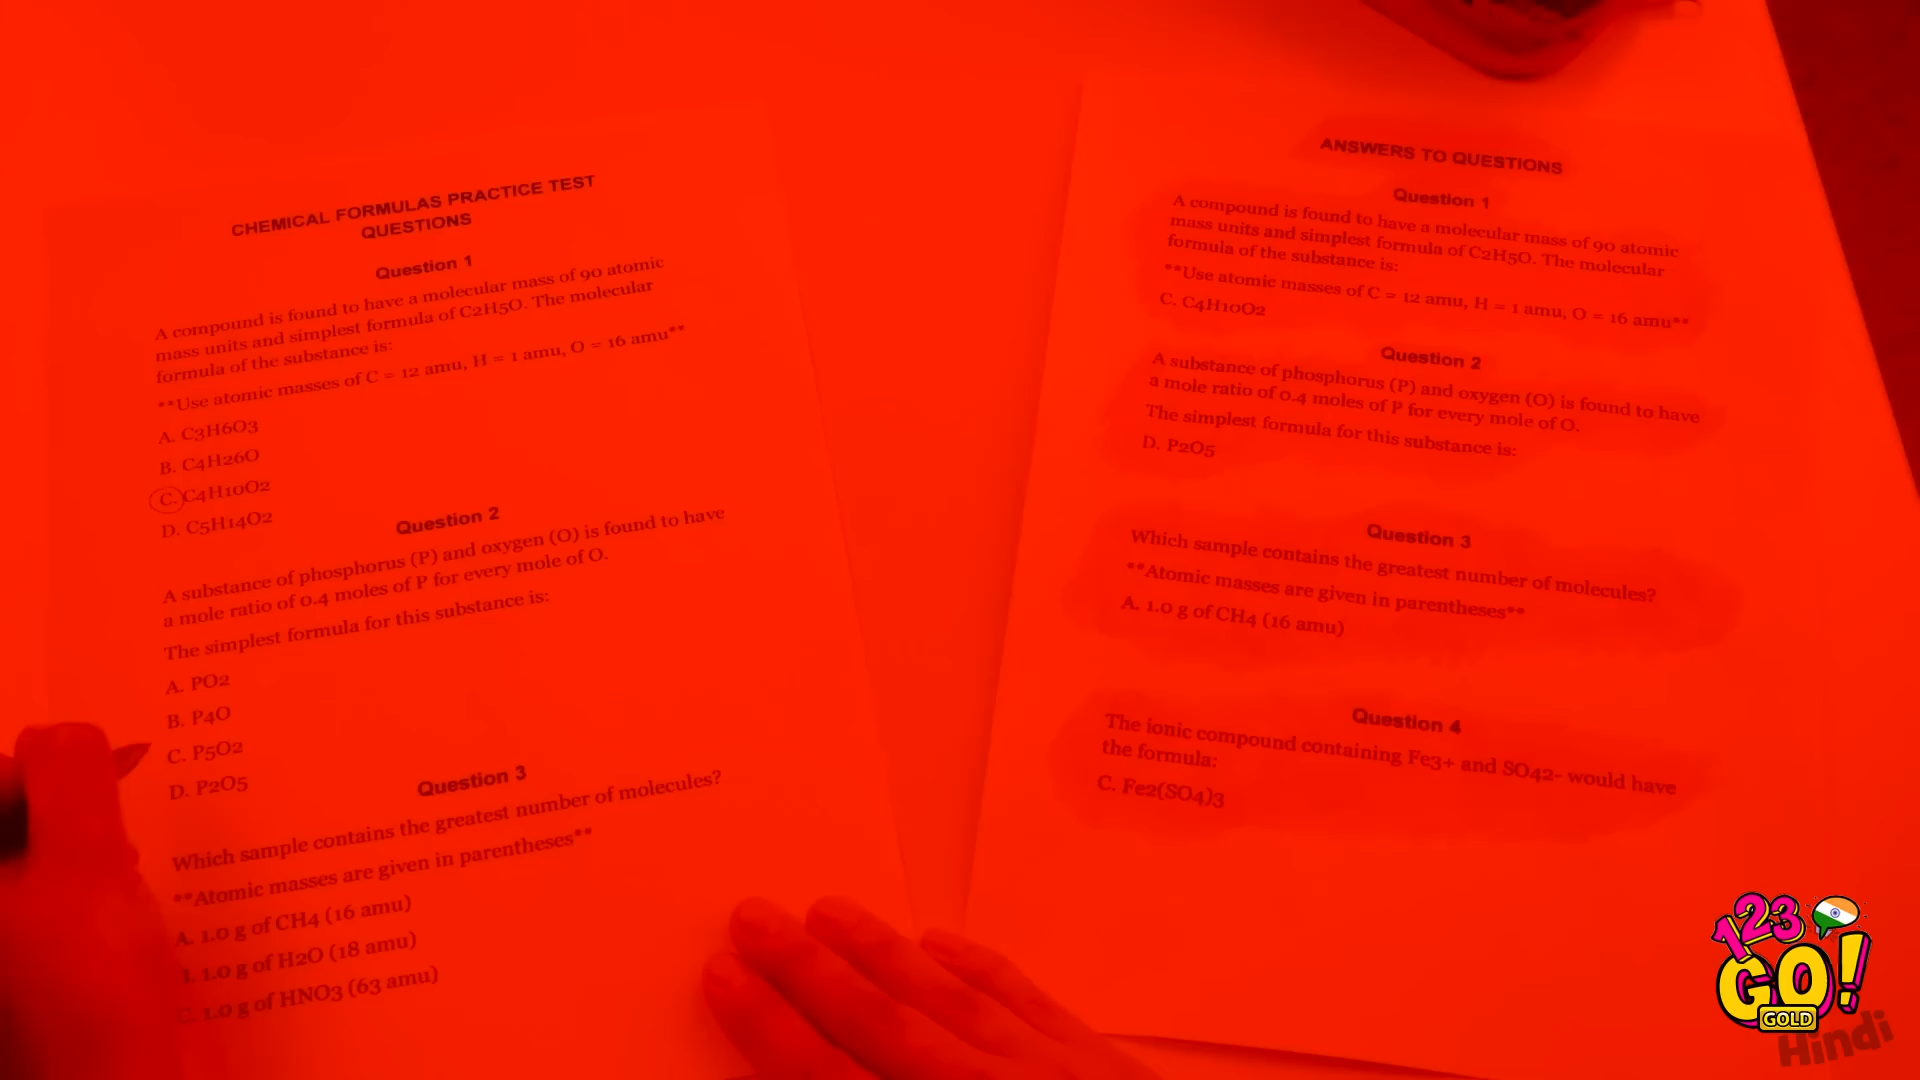 CHEMICAL FORMULAS PRACTICE TEST
QUESTIONS
Question 1
A compound is found to have a molecular mass of 90 atomic
mass units and simplest formula of C2H5O. The molecular
formula of the substance is:
**Use atomic masses of C = 12 amu, H = 1 amu, O = 16 amu**
A. C3H6O3
B. C4H26O
C. C4H10O2
D. C5H14O2
Question 2
A substance of phosphorus (P) and oxygen (O) is found to have
a mole ratio of 0.4 moles of P for every mole of O.
The simplest formula for this substance is:
A. PO2
B. P4O
C. P5O2
D. P2O5
Question 3
Which sample contains the greatest number of molecules?
**Atomic masses are given in parentheses**
A. 1.0 g of CH4 (16 amu)
1.0 g of H2O (18 amu)
C. 1.0 g of HNO3 (63 amu)
ANSWERS TO QUESTIONS
Question 1
A compound is found to have a molecular mass of 90 atomic
mass units and simplest formula of C2H5O. The molecular
formula of the substance is:
**Use atomic masses of C = 12 amu, H = 1 amu, O = 16 amu**
C. C4H10O2
Question 2
A substance of phosphorus (P) and oxygen (O) is found to have
a mole ratio of 0.4 moles of P for every mole of O.
The simplest formula for this substance is:
D. P2O5
Question 3
Which sample contains the greatest number of molecules?
**Atomic masses are given in parentheses**
A. 1.0 g of CH4 (16 amu)
Question 4
The ionic compound containing Fe3+ and SO42- would have
the formula:
C. Fe2(SO4)3
123
GO!
GOLD
Hindi